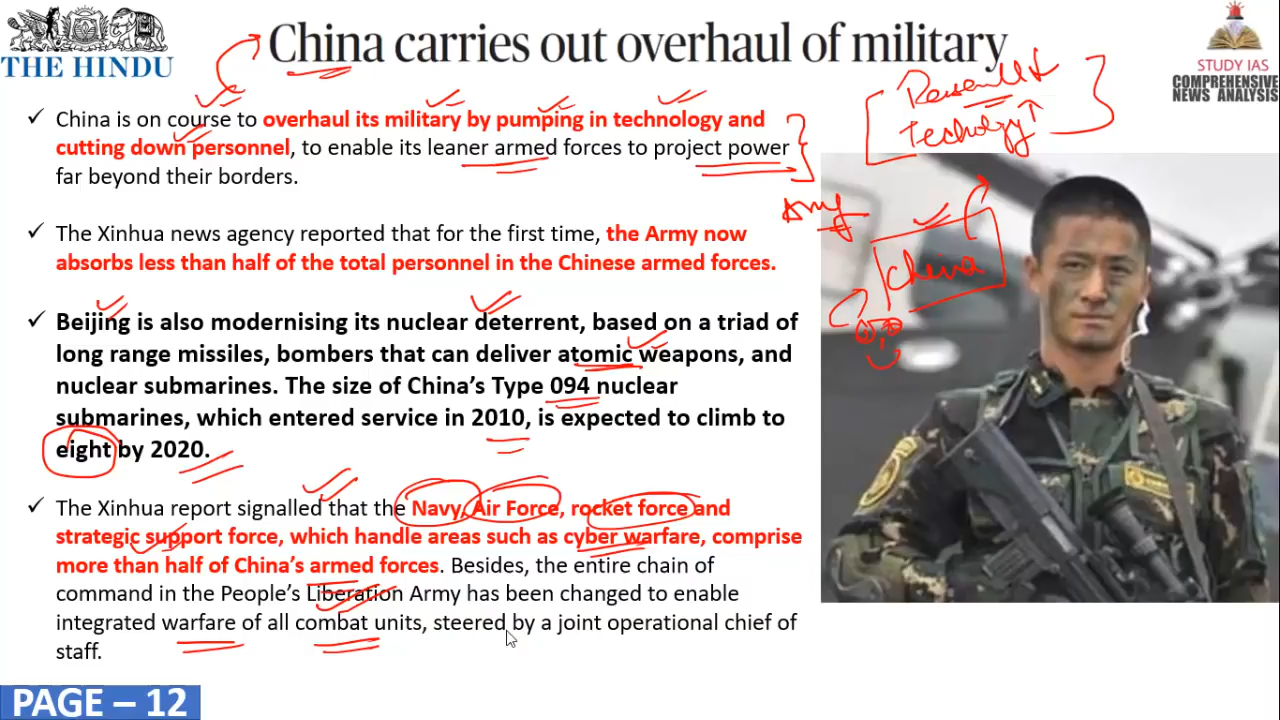 THE HINDU
China carries out overhaul of military
STUDY IAS
COMPREHENSIVE
NEWS ANALYSIS
✓ China is on course to overhaul its military by pumping in technology and
cutting down personnel, to enable its leaner armed forces to project power
far beyond their borders.
✓ The Xinhua news agency reported that for the first time, the Army now
absorbs less than half of the total personnel in the Chinese armed forces.
✓ Beijing is also modernising its nuclear deterrent, based on a triad of
long range missiles, bombers that can deliver atomic weapons, and
nuclear submarines. The size of China's Type 094 nuclear
submarines, which entered service in 2010, is expected to climb to
eight by 2020.
✓ The Xinhua report signalled that the Navy, Air Force, rocket force and
strategic support force, which handle areas such as cyber warfare, comprise
more than half of China's armed forces. Besides, the entire chain of
command in the People's Liberation Army has been changed to enable
integrated warfare of all combat units, steered by a joint operational chief of
staff.
Army
China
PAGE – 12